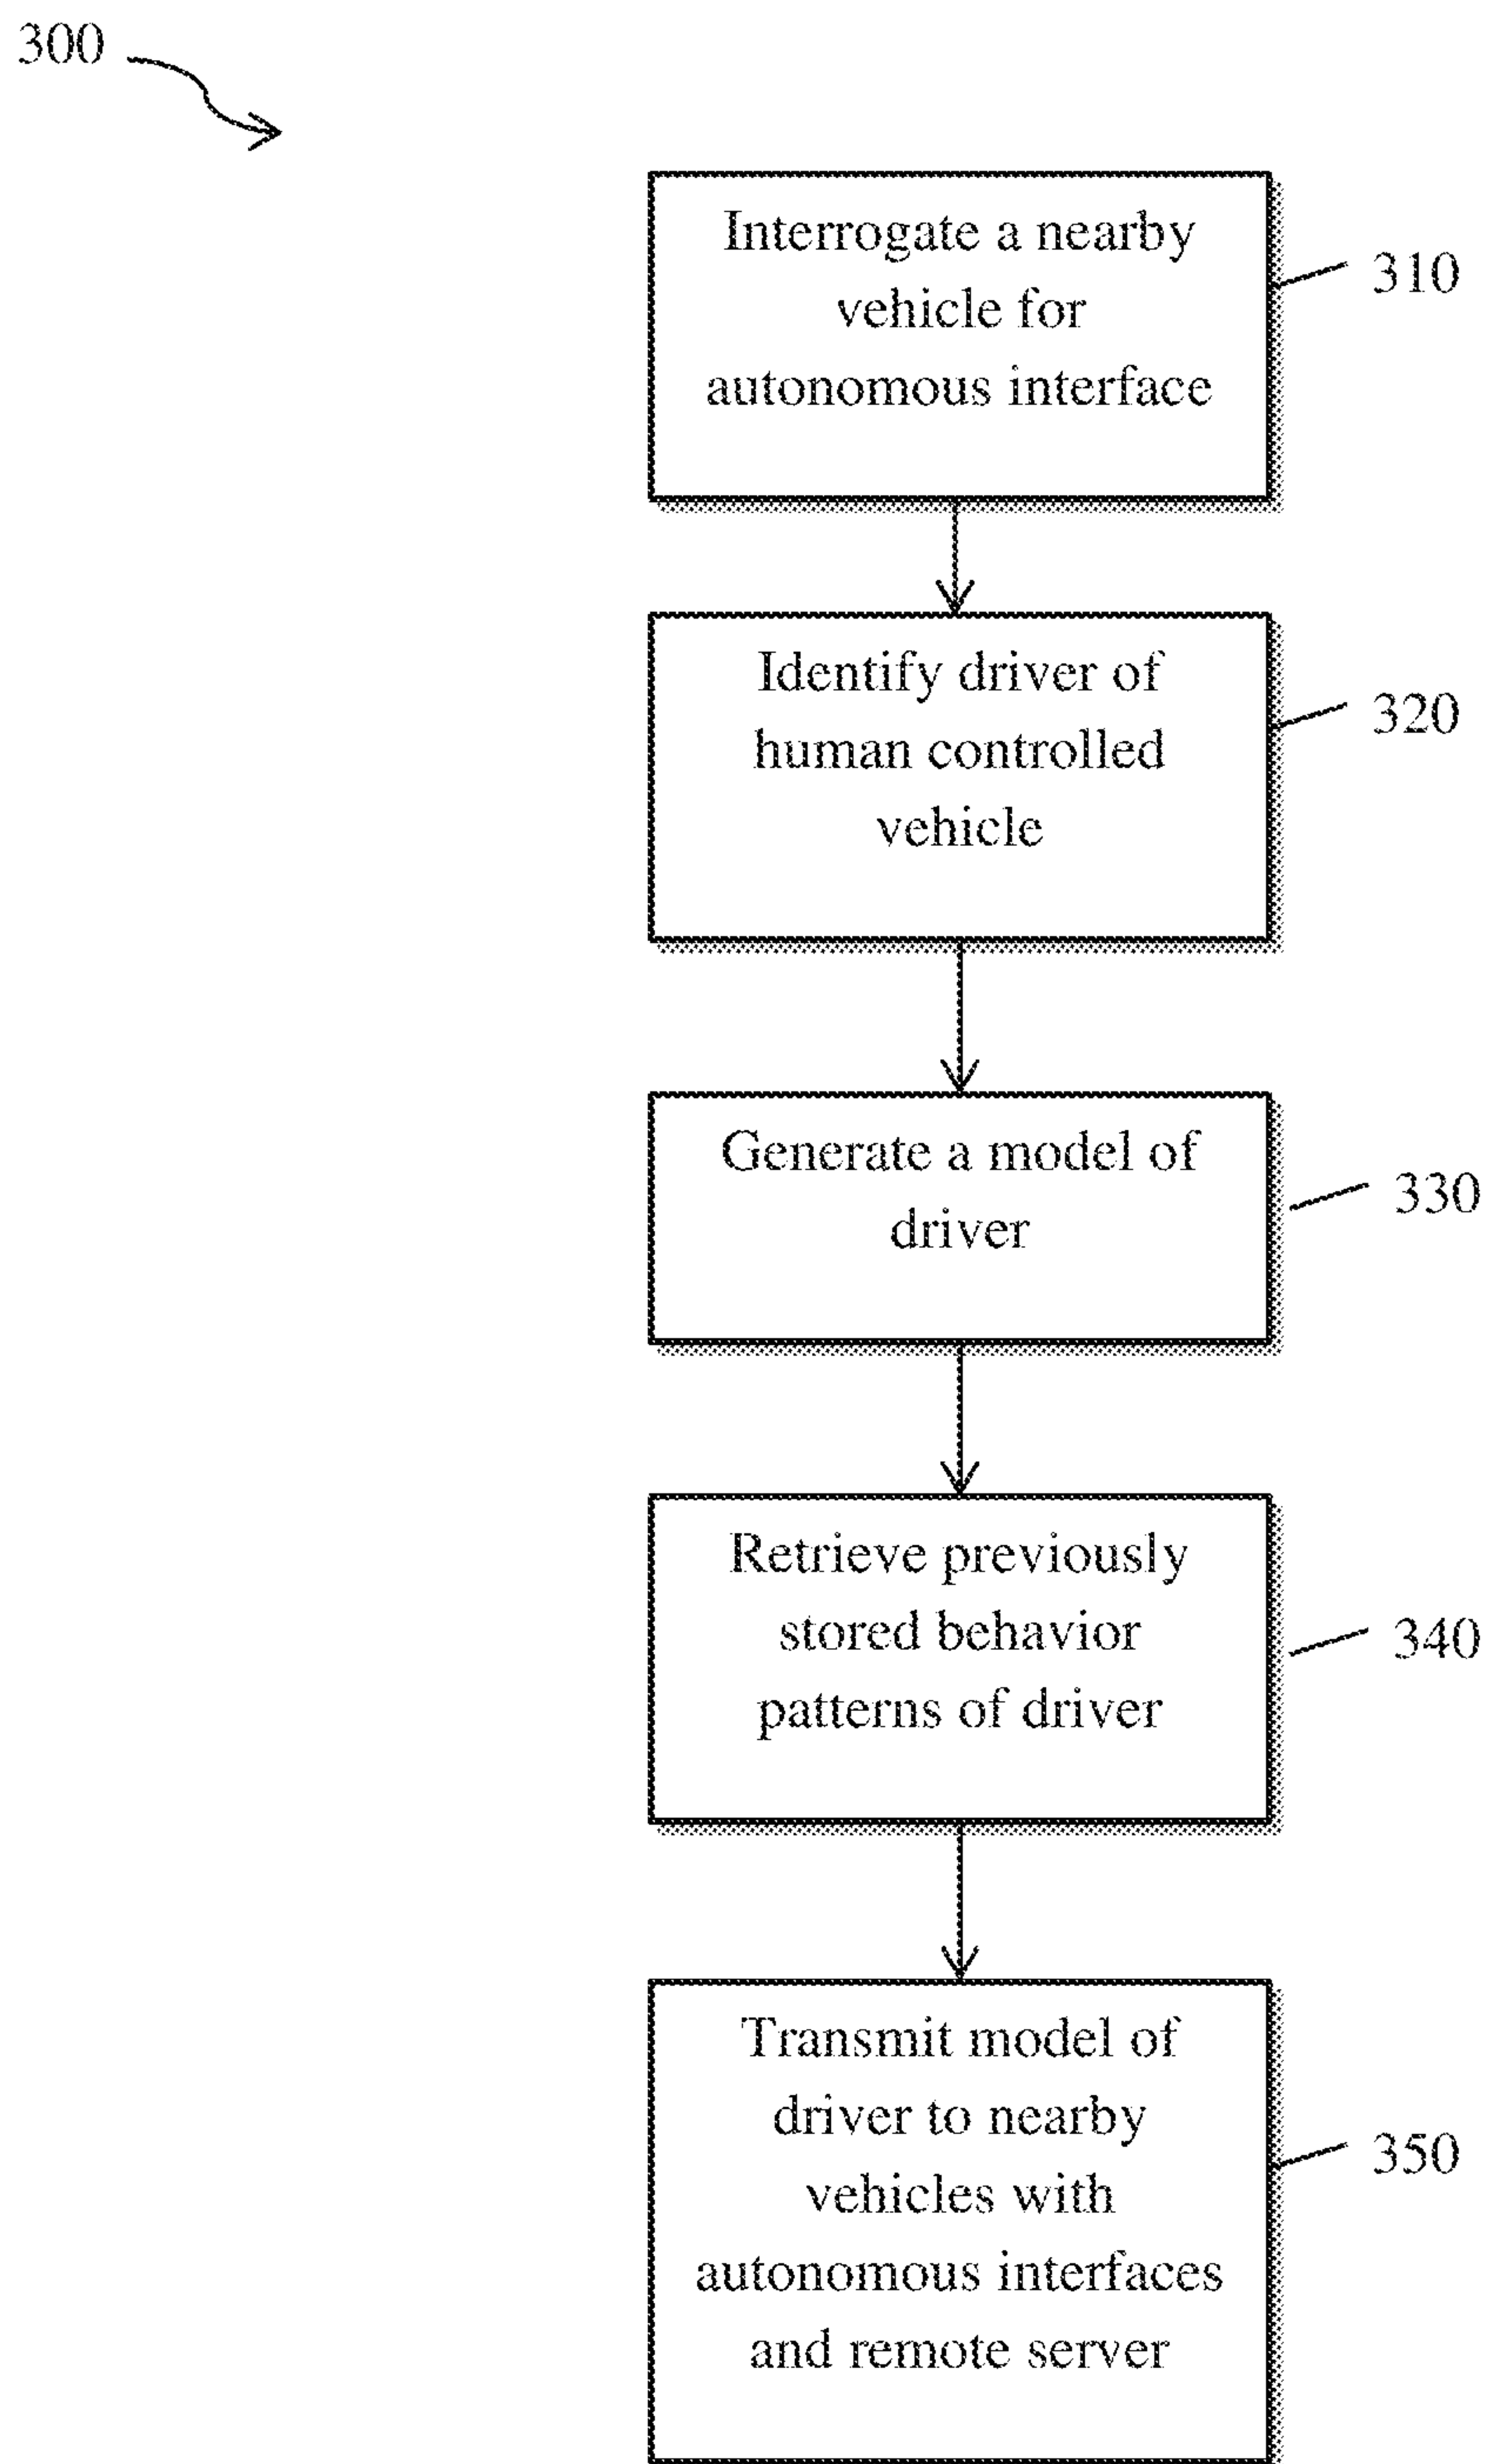 300
Interrogate a nearby
vehicle for
autonomous interface
310
Identify driver of
human controlled
vehicle
320
Generate a model of
driver
330
Retrieve previously
stored behavior
patterns of driver
340
Transmit model of
driver to nearby
vehicles with
autonomous interfaces
and remote server
350